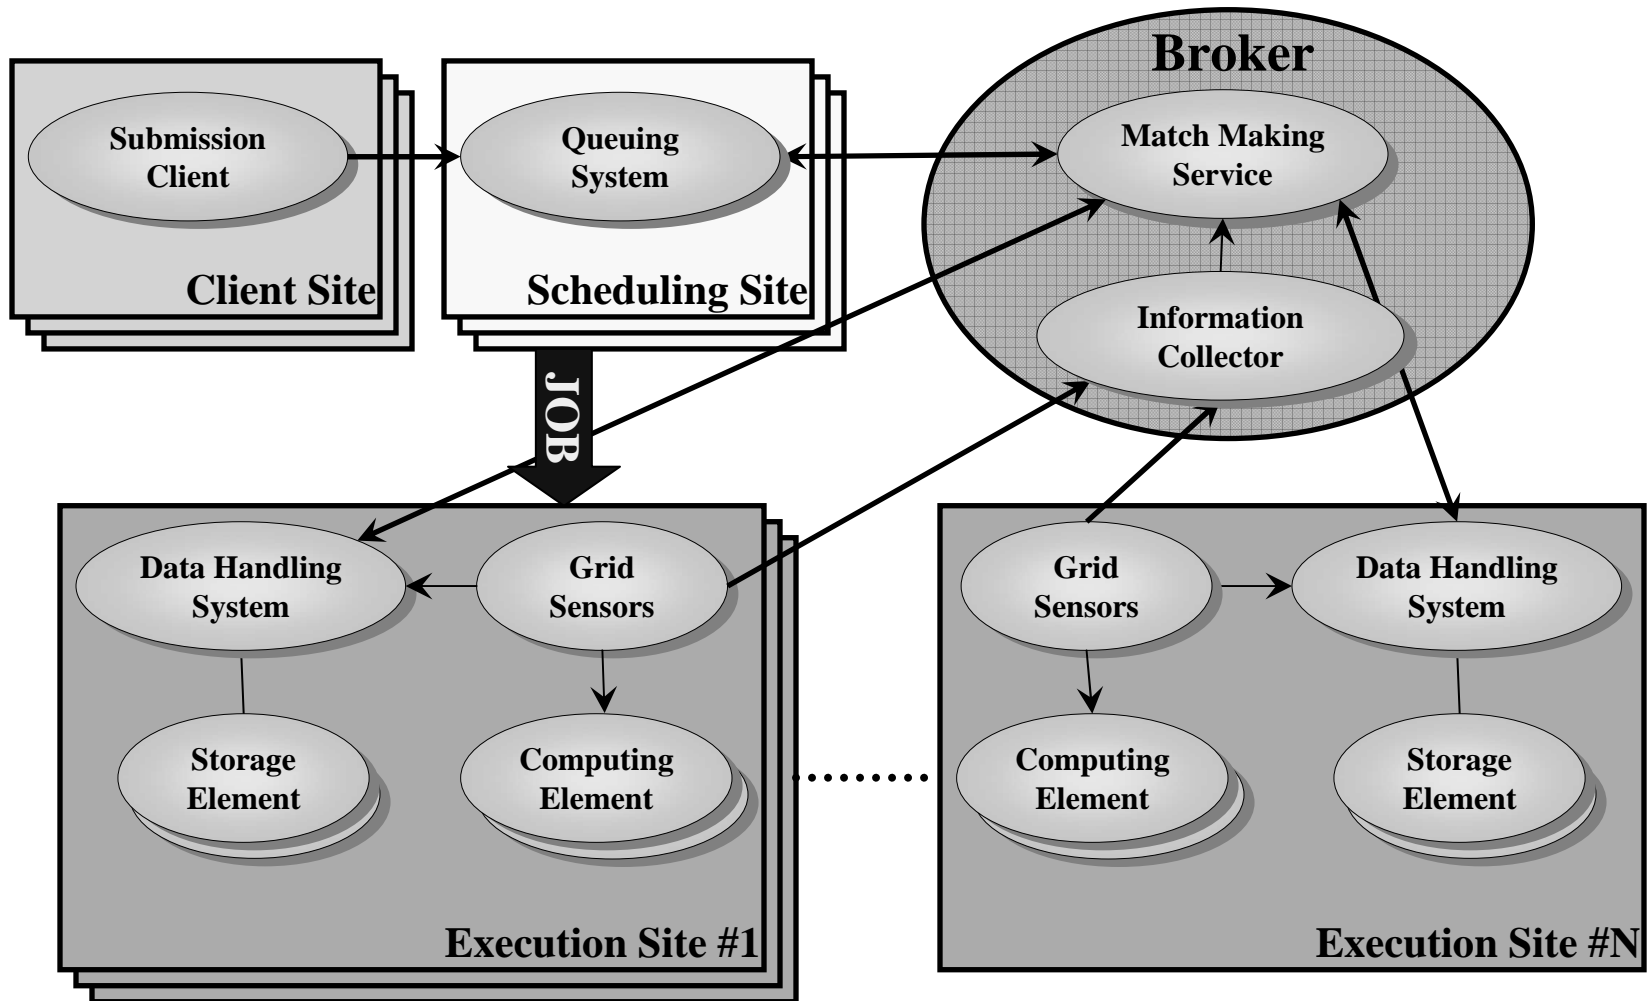 Broker
Submission
Client
Queuing
System
Match Making
Service
Client Site
Scheduling Site
Information
Collector
JOB
Data Handling
System
Grid
Sensors
Grid
Sensors
Data Handling
System
Storage
Element
Computing
Element
Computing
Element
Storage
Element
Execution Site #1
Execution Site #N